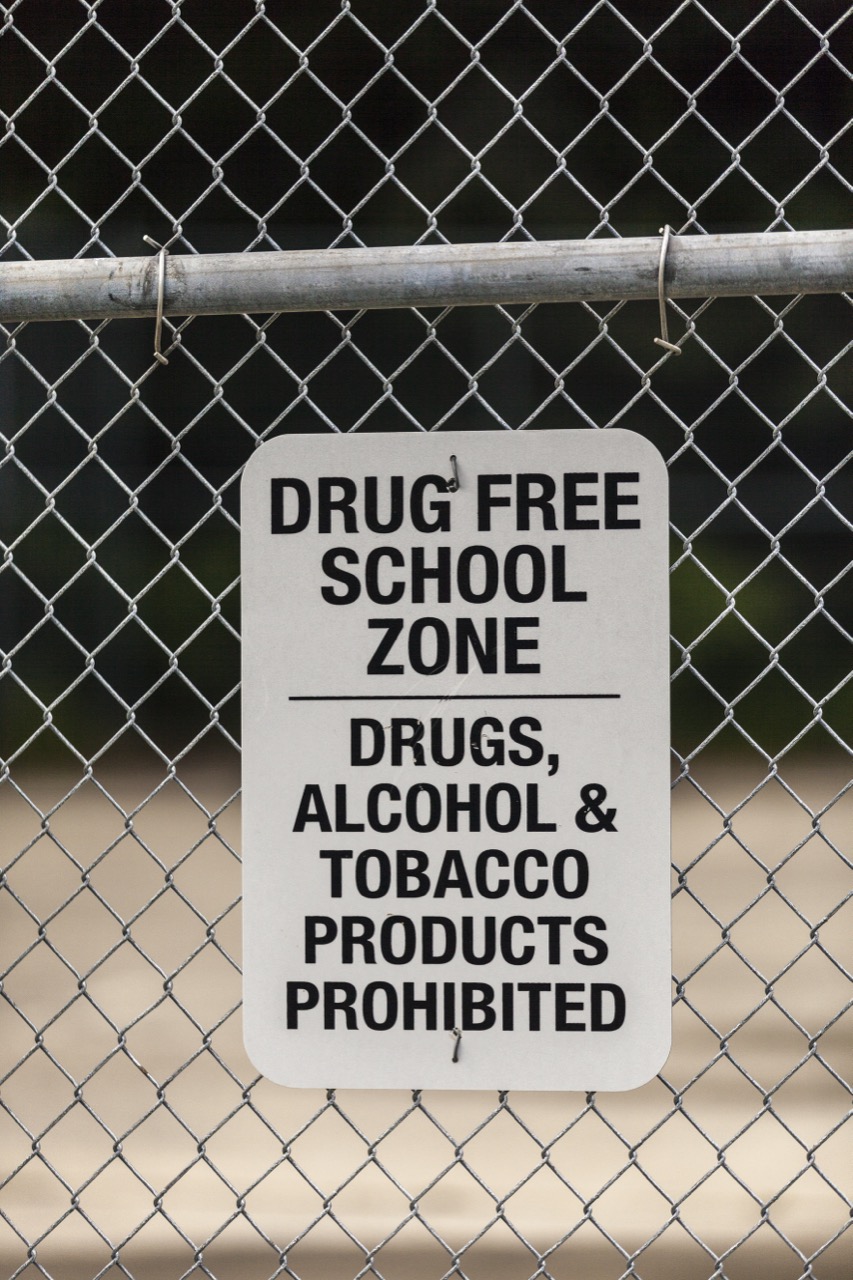 DRUG FREE
SCHOOL
ZONE
DRUGS,
ALCOHOL &
TOBACCO
PRODUCTS
PROHIBITED